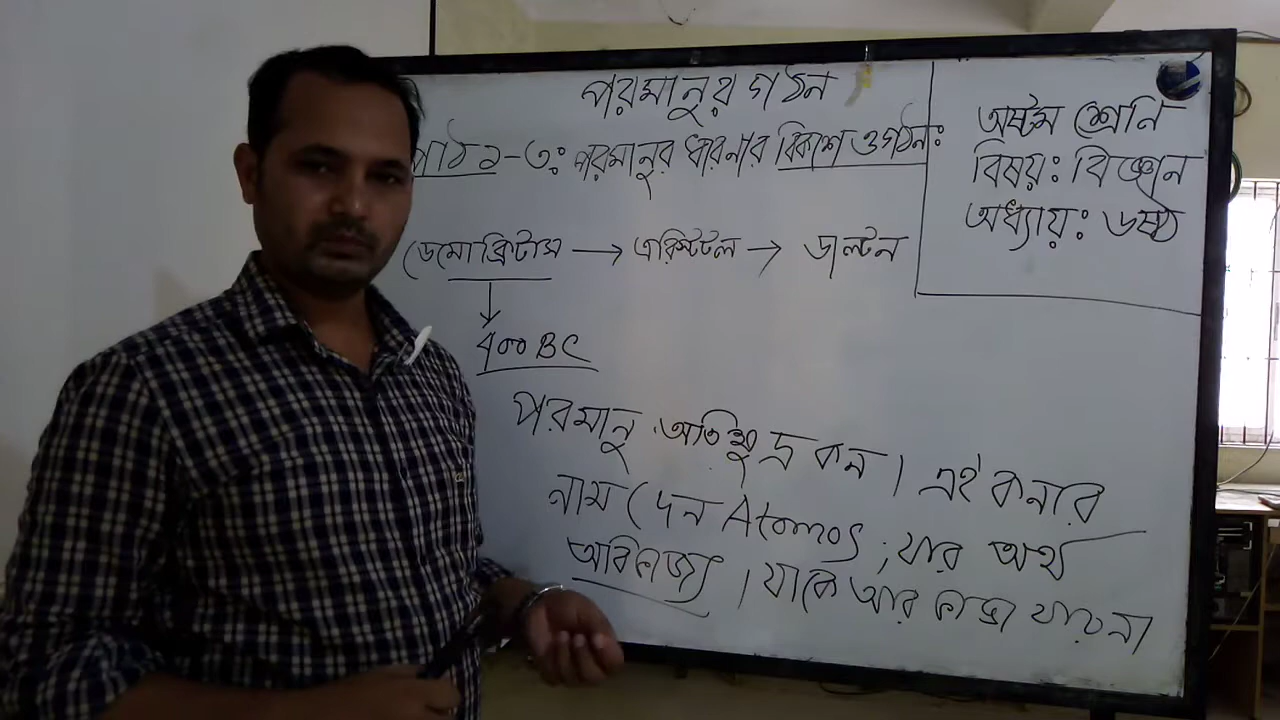 পরমানুর গঠন
পাঠ ১-৩ঃ পরমানুর ধারনার বিকাশ ও গঠনঃ
অষ্টম শ্রেনি
বিষয়ঃ বিজ্ঞান
অধ্যায়ঃ ৬ষ্ঠ
ডেমোক্রিটাস → এরিস্টটল → ডাল্টন
৪০০ BC
পরমানু অতিক্ষুদ্র কনা। এই কনার
নাম দেন Atomos, যার অর্থ
অবিভাজ্য। যাকে আর ভাঙ্গা যায়না